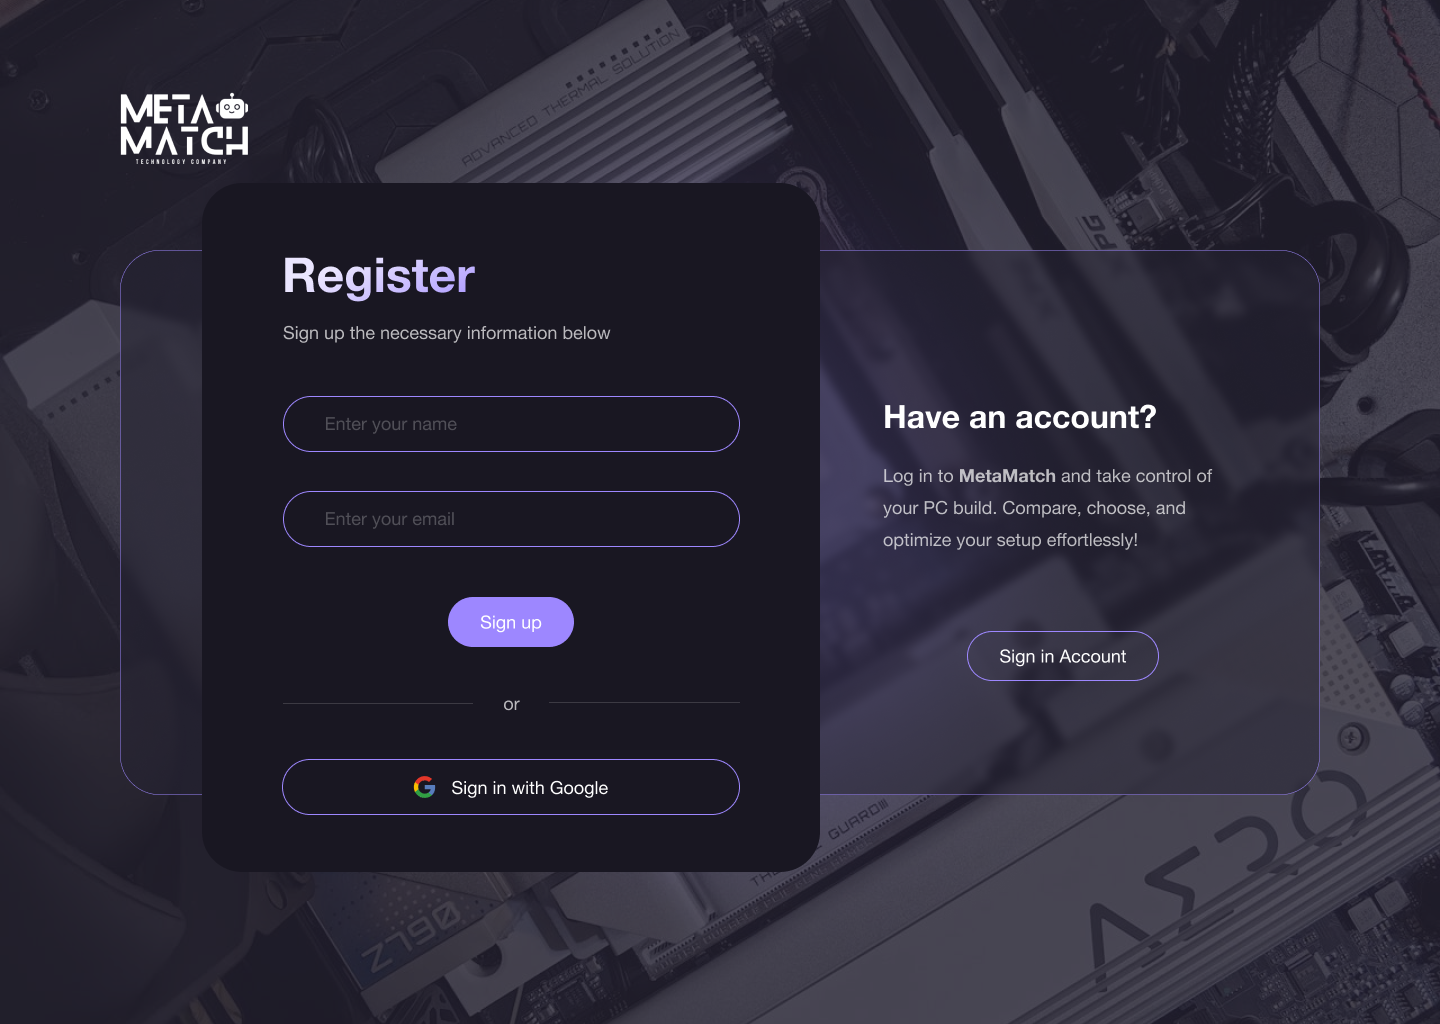 ADVANCED THERMAL SOLUTION
META
MATCH
TECHNOLOGY COMPANY
PG
Register
Sign up the necessary information below
Enter your name
Enter your email
Sign up
or
Sign in with Google
Have an account?
Log in to MetaMatch and take control of
your PC build. Compare, choose, and
optimize your setup effortlessly!
Sign in Account
GUARD
Z790